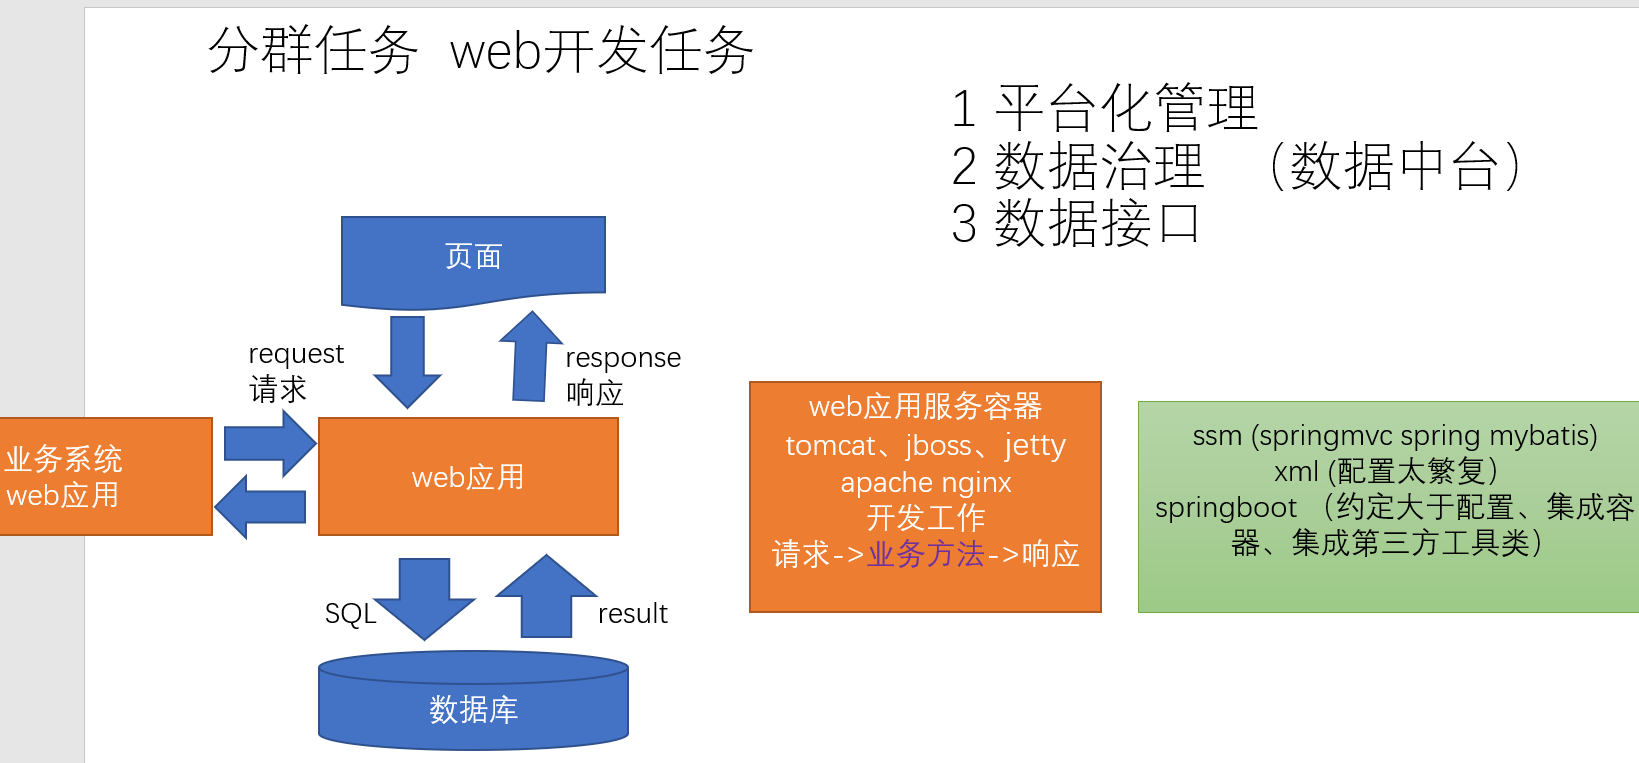 分群任务 web开发任务
1 平台化管理
2 数据治理 （数据中台）
3 数据接口
页面
request
请求
response
响应
业务系统
web应用
web应用
SQL
result
数据库
web应用服务容器
tomcat、jboss、jetty
apache nginx
开发工作
请求->业务方法->响应
ssm (springmvc spring mybatis)
xml (配置太繁复）
springboot （约定大于配置、集成容
器、集成第三方工具类）